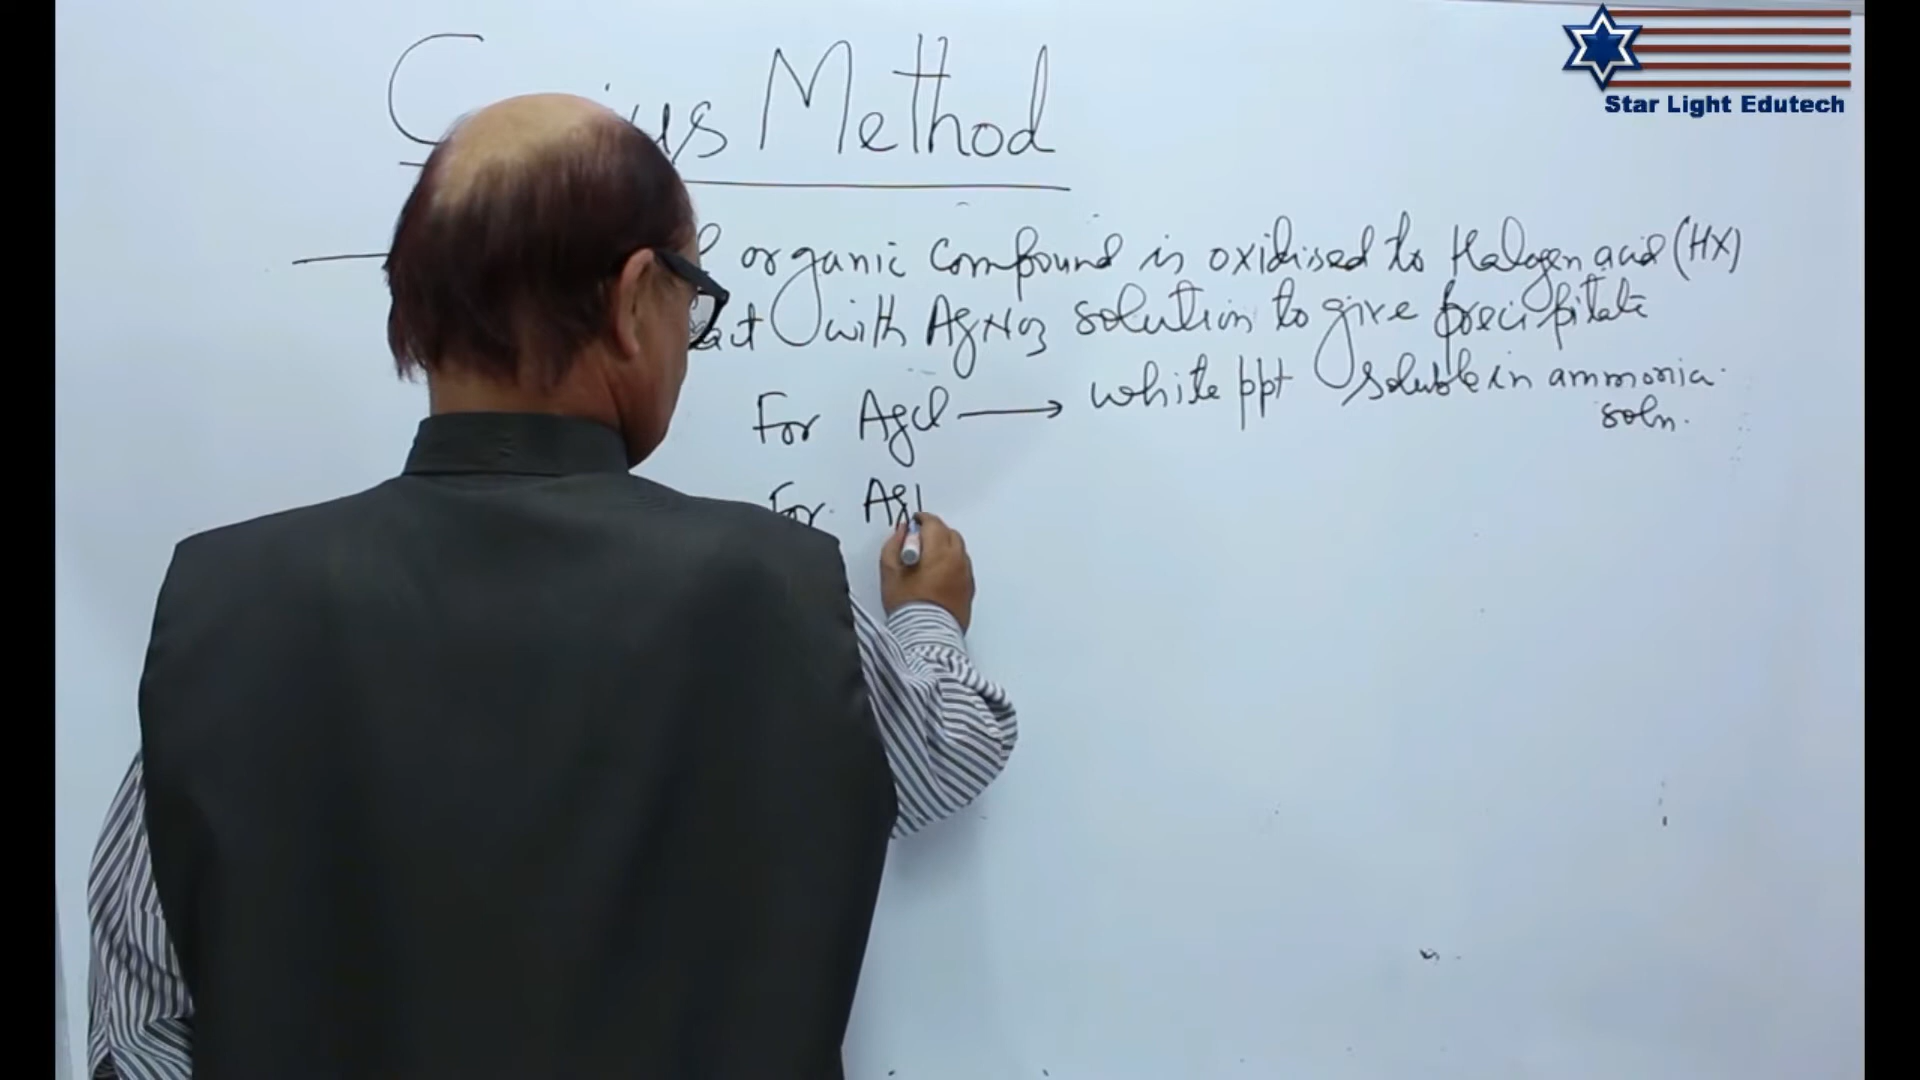 Star Light Edutech
Method
organic compound is oxidised to Halogen acid (HX)
with AgNO3 solution to give precipitate
For AgCl → white ppt soluble in ammonia
soln.
For Ag